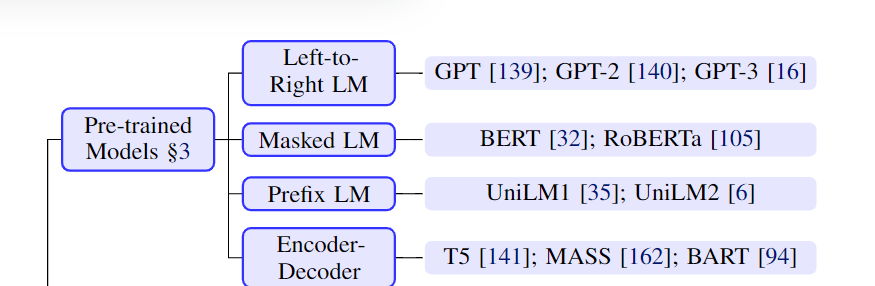 Left-to-
Right LM
GPT [139]; GPT-2 [140]; GPT-3 [16]
Pre-trained
Models §3
Masked LM
BERT [32]; RoBERTa [105]
Prefix LM
UniLM1 [35]; UniLM2 [6]
Encoder-
Decoder
T5 [141]; MASS [162]; BART [94]